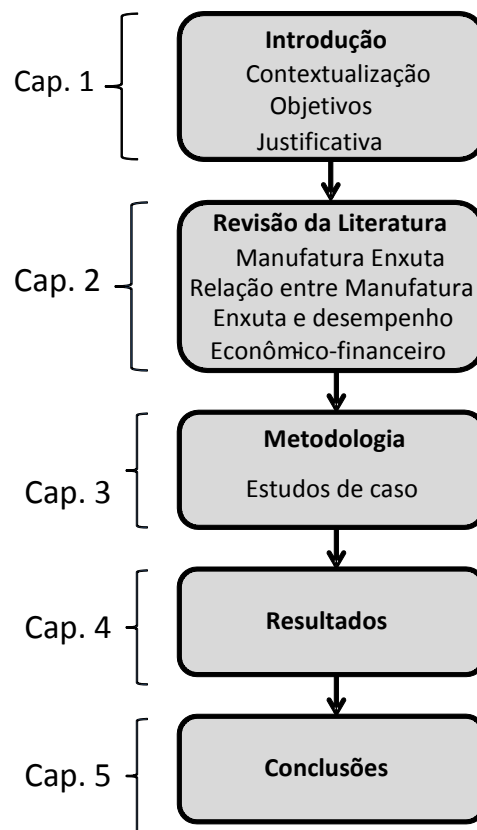 Cap. 1
Introdução
Contextualização
Objetivos
Justificativa
Cap. 2
Revisão da Literatura
Manufatura Enxuta
Relação entre Manufatura
Enxuta e desempenho
Econômico-financeiro
Cap. 3
Metodologia
Estudos de caso
Cap. 4
Resultados
Cap. 5
Conclusões